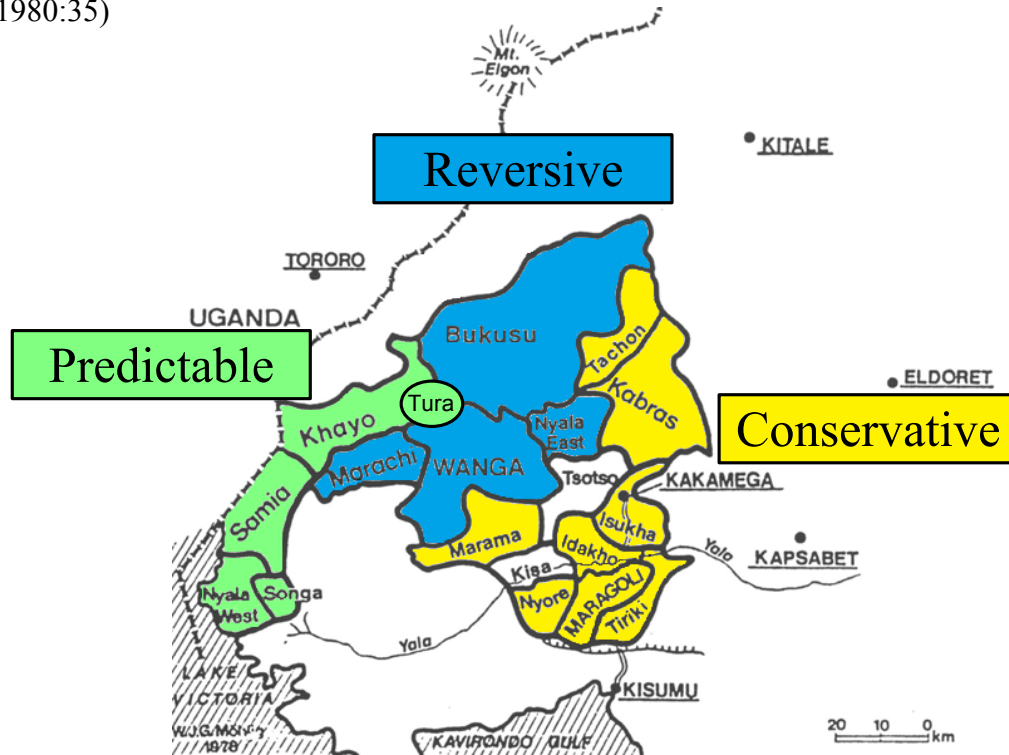 1980:35)
Mt.
Elgon
KITALE
Reversive
TORORO
UGANDA
Bukusu
Predictable
Tachon
ELDORET
Kabras
Tura
Khayo
Nyala
East
Conservative
Marachi
WANGA
Tsotso
KAKAMEGA
Samia
Isukha
Marama
Idakho
Yala
KAPSABET
Kisa
Nyala
West
Songa
Nyore
MARAGOLI
Tiriki
Yala
LAKE
VICTORIA
KISUMU
1978
KAVIRONDO GULF
20 10 0
km